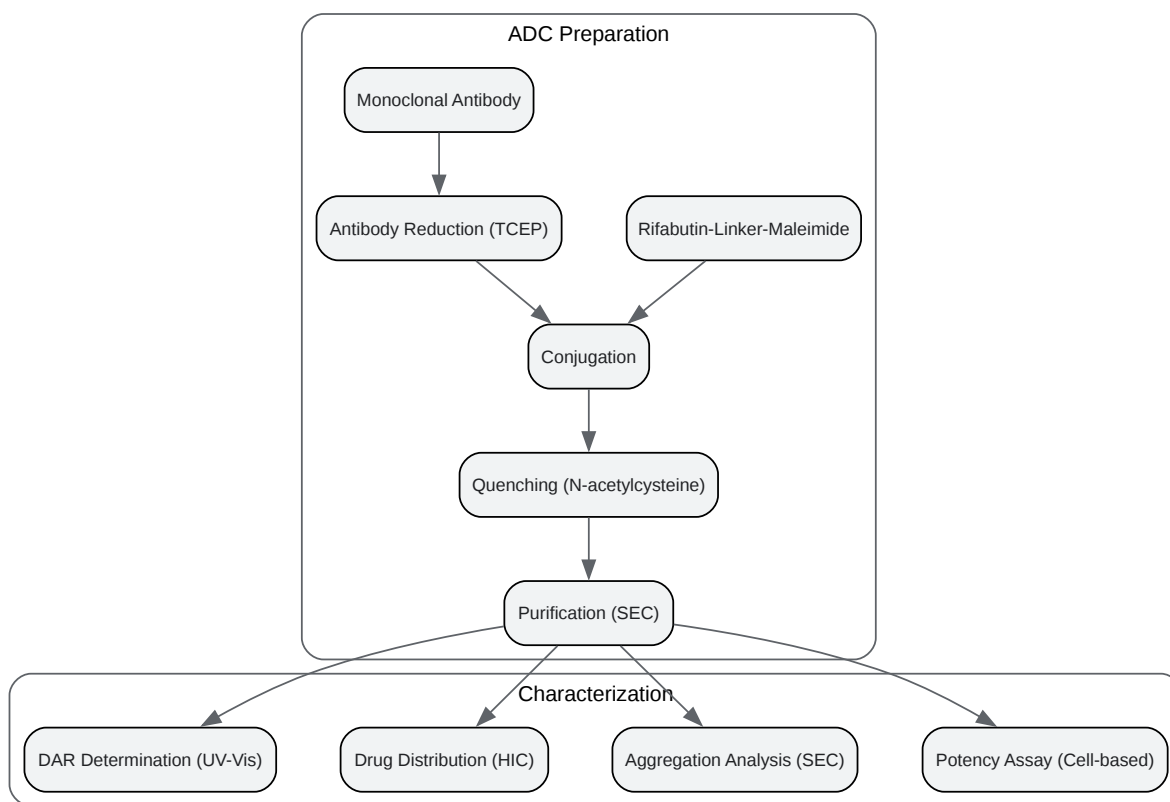 ADC Preparation
Monoclonal Antibody
Antibody Reduction (TCEP)
Rifabutin-Linker-Maleimide
Conjugation
Quenching (N-acetylcysteine)
Purification (SEC)
Characterization
DAR Determination (UV-Vis)
Drug Distribution (HIC)
Aggregation Analysis (SEC)
Potency Assay (Cell-based)